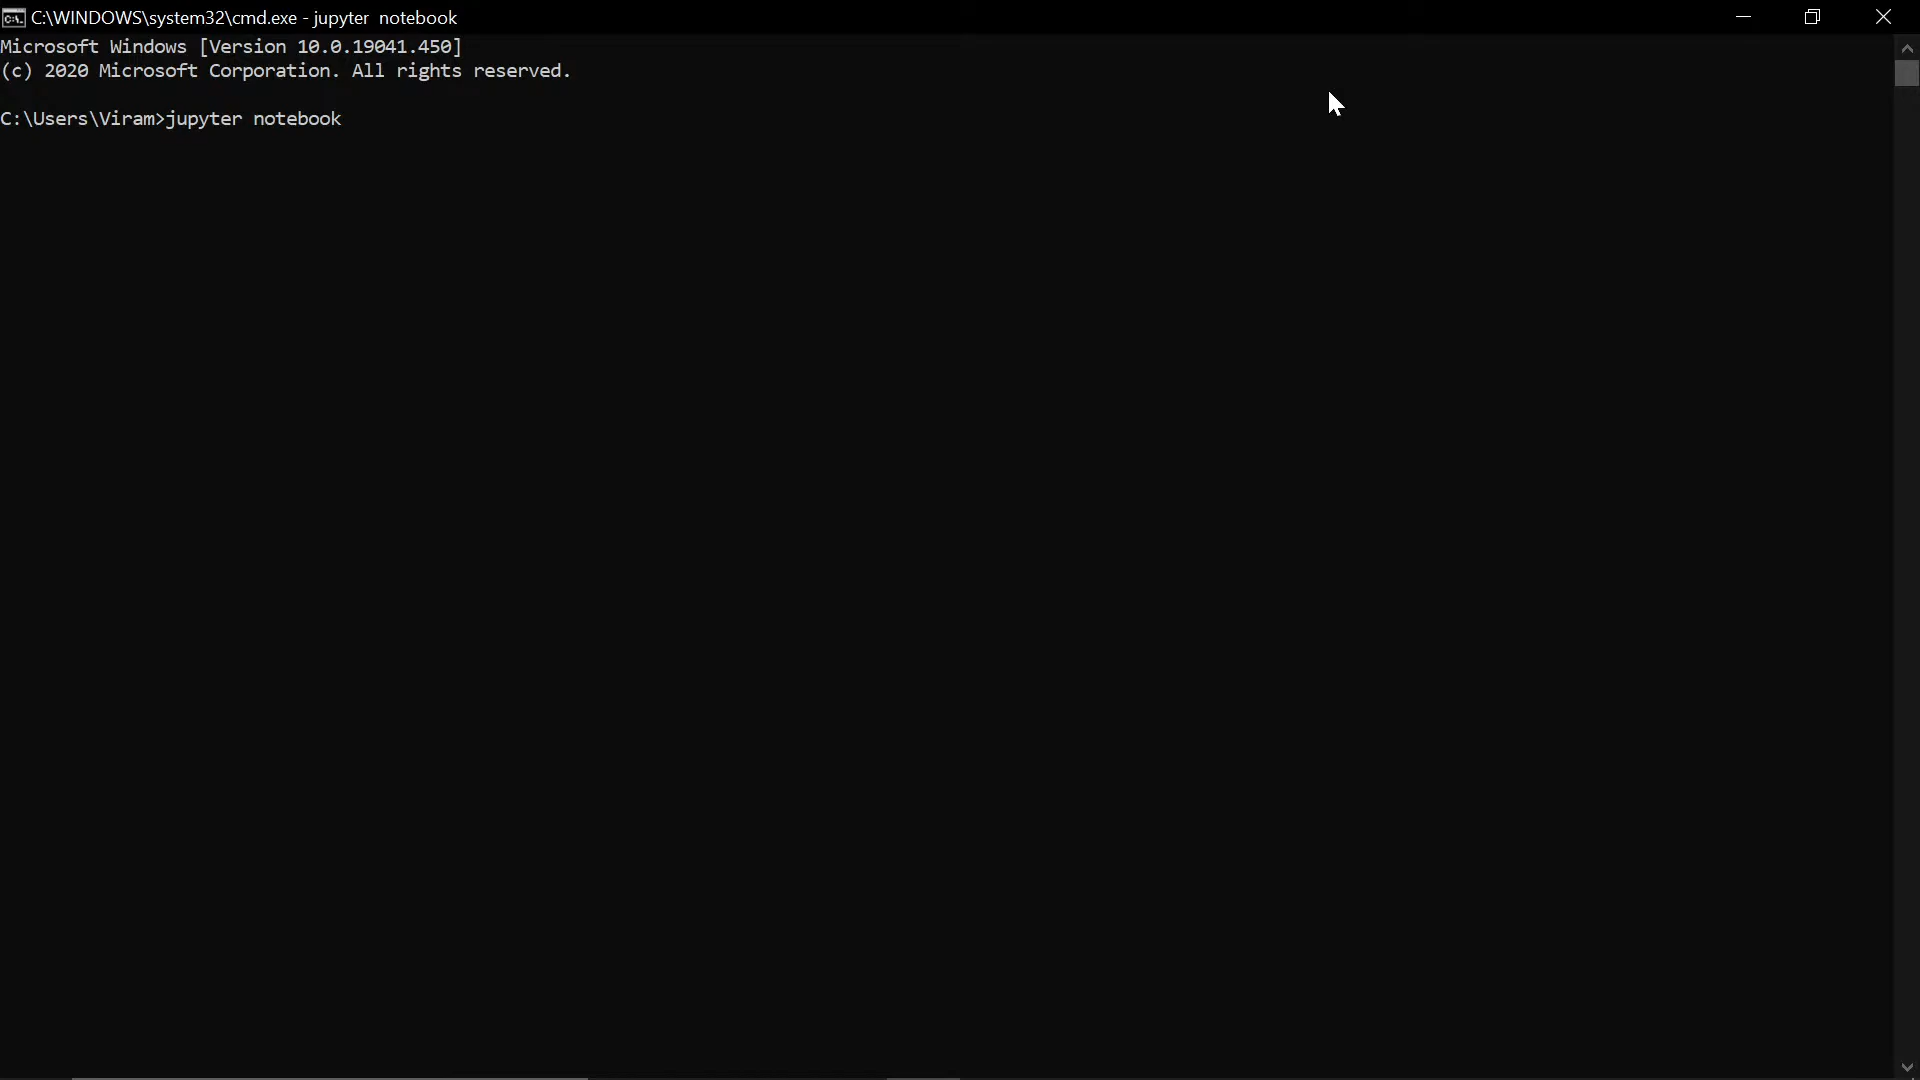 C:\WINDOWS\system32\cmd.exe - jupyter  notebook
Microsoft Windows [Version 10.0.19041.450]
(c) 2020 Microsoft Corporation. All rights reserved.
C:\Users\Viram>jupyter notebook